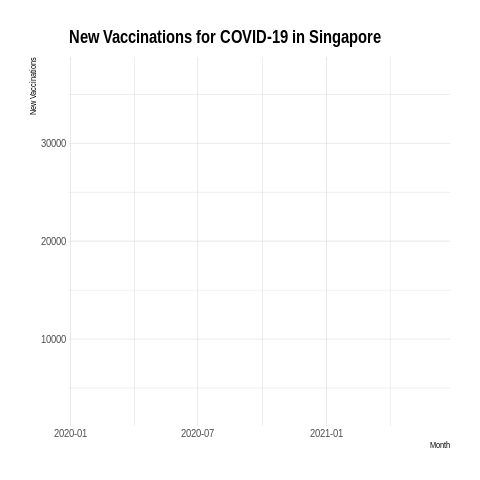 New Vaccinations for COVID-19 in Singapore
New Vaccinations
30000
20000
10000
2020-01 2020-07 2021-01
Month